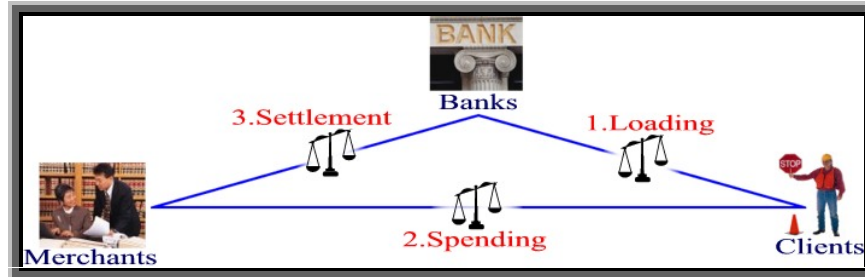 BANK
Banks
3.Settlement
1.Loading
STOP
2.Spending
Merchants
Clients